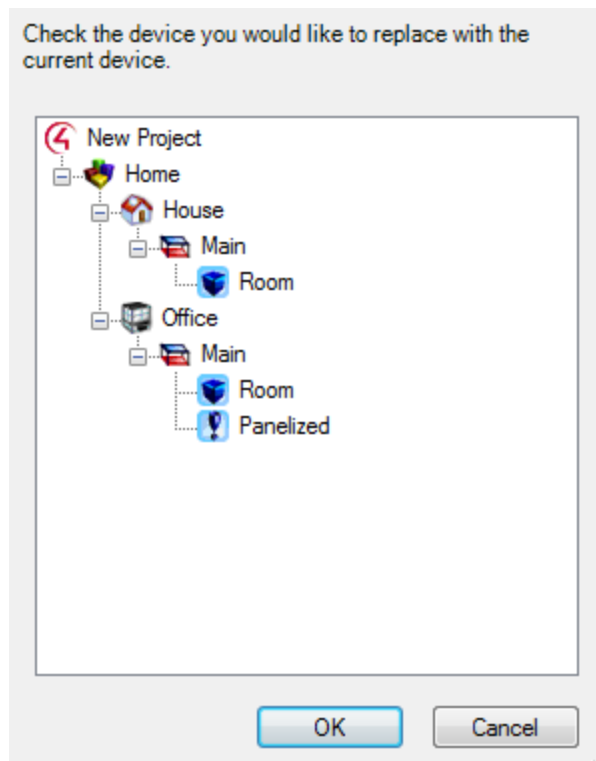 Check the device you would like to replace with the
current device.
New Project
Home
House
Main
Room
Office
Main
Room
Panelized
OK
Cancel